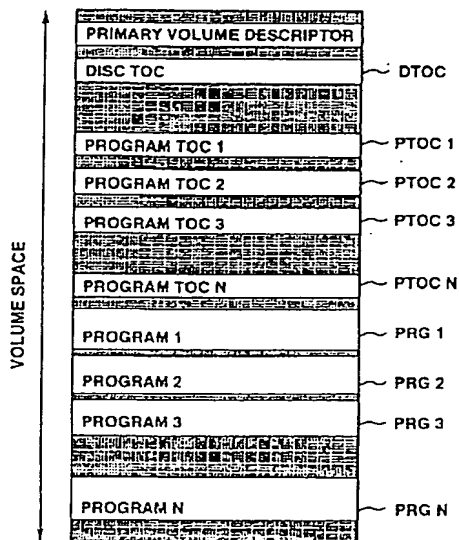 PRIMARY VOLUME DESCRIPTOR
DISC TOC DTOC
PROGRAM TOC 1 PTOC 1
PROGRAM TOC 2 PTOC 2
PROGRAM TOC 3 PTOC 3
PROGRAM TOC N PTOC N
PROGRAM 1 PRG 1
PROGRAM 2 PRG 2
PROGRAM 3 PRG 3
PROGRAM N PRG N
VOLUME SPACE